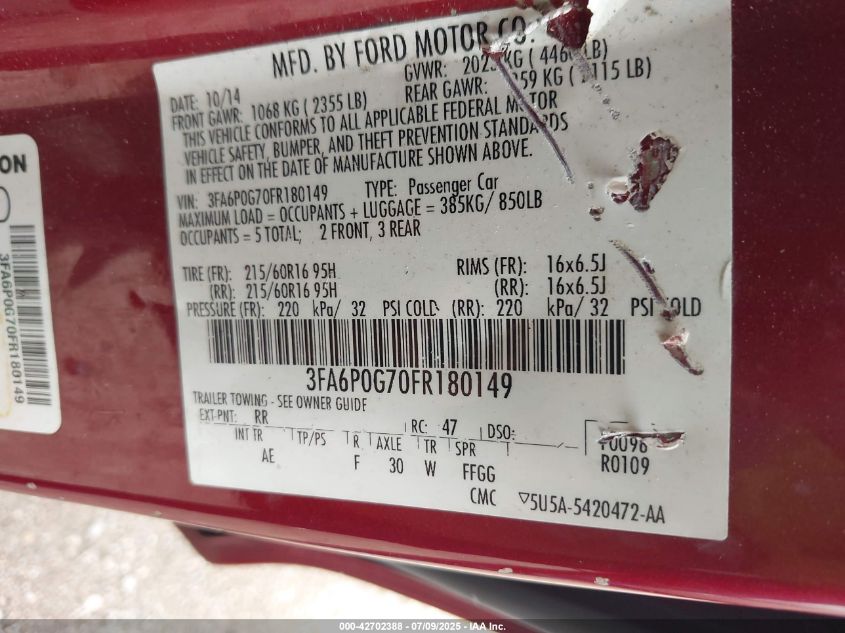 MFD. BY FORD MOTOR CO.
DATE: 10/14 GVWR:
FRONT GAWR: 1068 KG ( 2355 LB) REAR GAWR:
THIS VEHICLE CONFORMS TO ALL APPLICABLE FEDERAL MOTOR
VEHICLE SAFETY, BUMPER, AND THEFT PREVENTION STANDARDS
IN EFFECT ON THE DATE OF MANUFACTURE SHOWN ABOVE.
VIN: 3FA6P0G70FR180149 TYPE: Passenger Car
MAXIMUM LOAD = OCCUPANTS + LUGGAGE = 385KG/ 850LB
OCCUPANTS = 5 TOTAL; 2 FRONT, 3 REAR
TIRE (FR): 215/60R16 95H RIMS (FR): 16x6.5J
(RR): 215/60R16 95H (RR): 16x6.5J
PRESSURE (FR): 220 kPa/ 32 PSI COLD (RR): 220 kPa/ 32 PSI COLD
3FA6P0G70FR180149
TRAILER TOWING - SEE OWNER GUIDE
EXT PNT: RR RC: 47 DSO:
INT TR TP/PS R AXLE TR SPR R0109
AE F 30 W FFGG
CMC ▽5U5A-5420472-AA
3FA6P0G70FR180149
000-42702388 - 07/09/2025 - IAA, Inc.